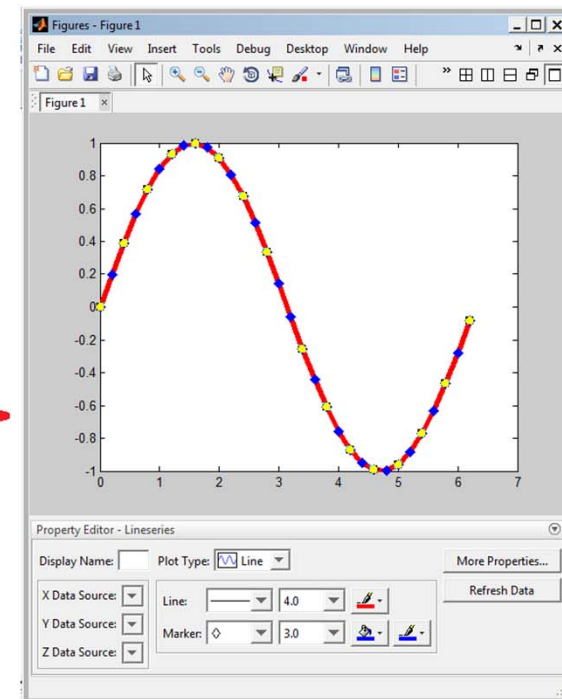 Figures - Figure 1
File Edit View Insert Tools Debug Desktop Window Help
Figure 1
1
0.8
0.6
0.4
0.2
0
-0.2
-0.4
-0.6
-0.8
-1
0 1 2 3 4 5 6 7
Property Editor - Lineseries
Display Name: Plot Type: Line More Properties...
X Data Source: Line: 4.0 Refresh Data
Y Data Source: Marker: 3.0
Z Data Source: